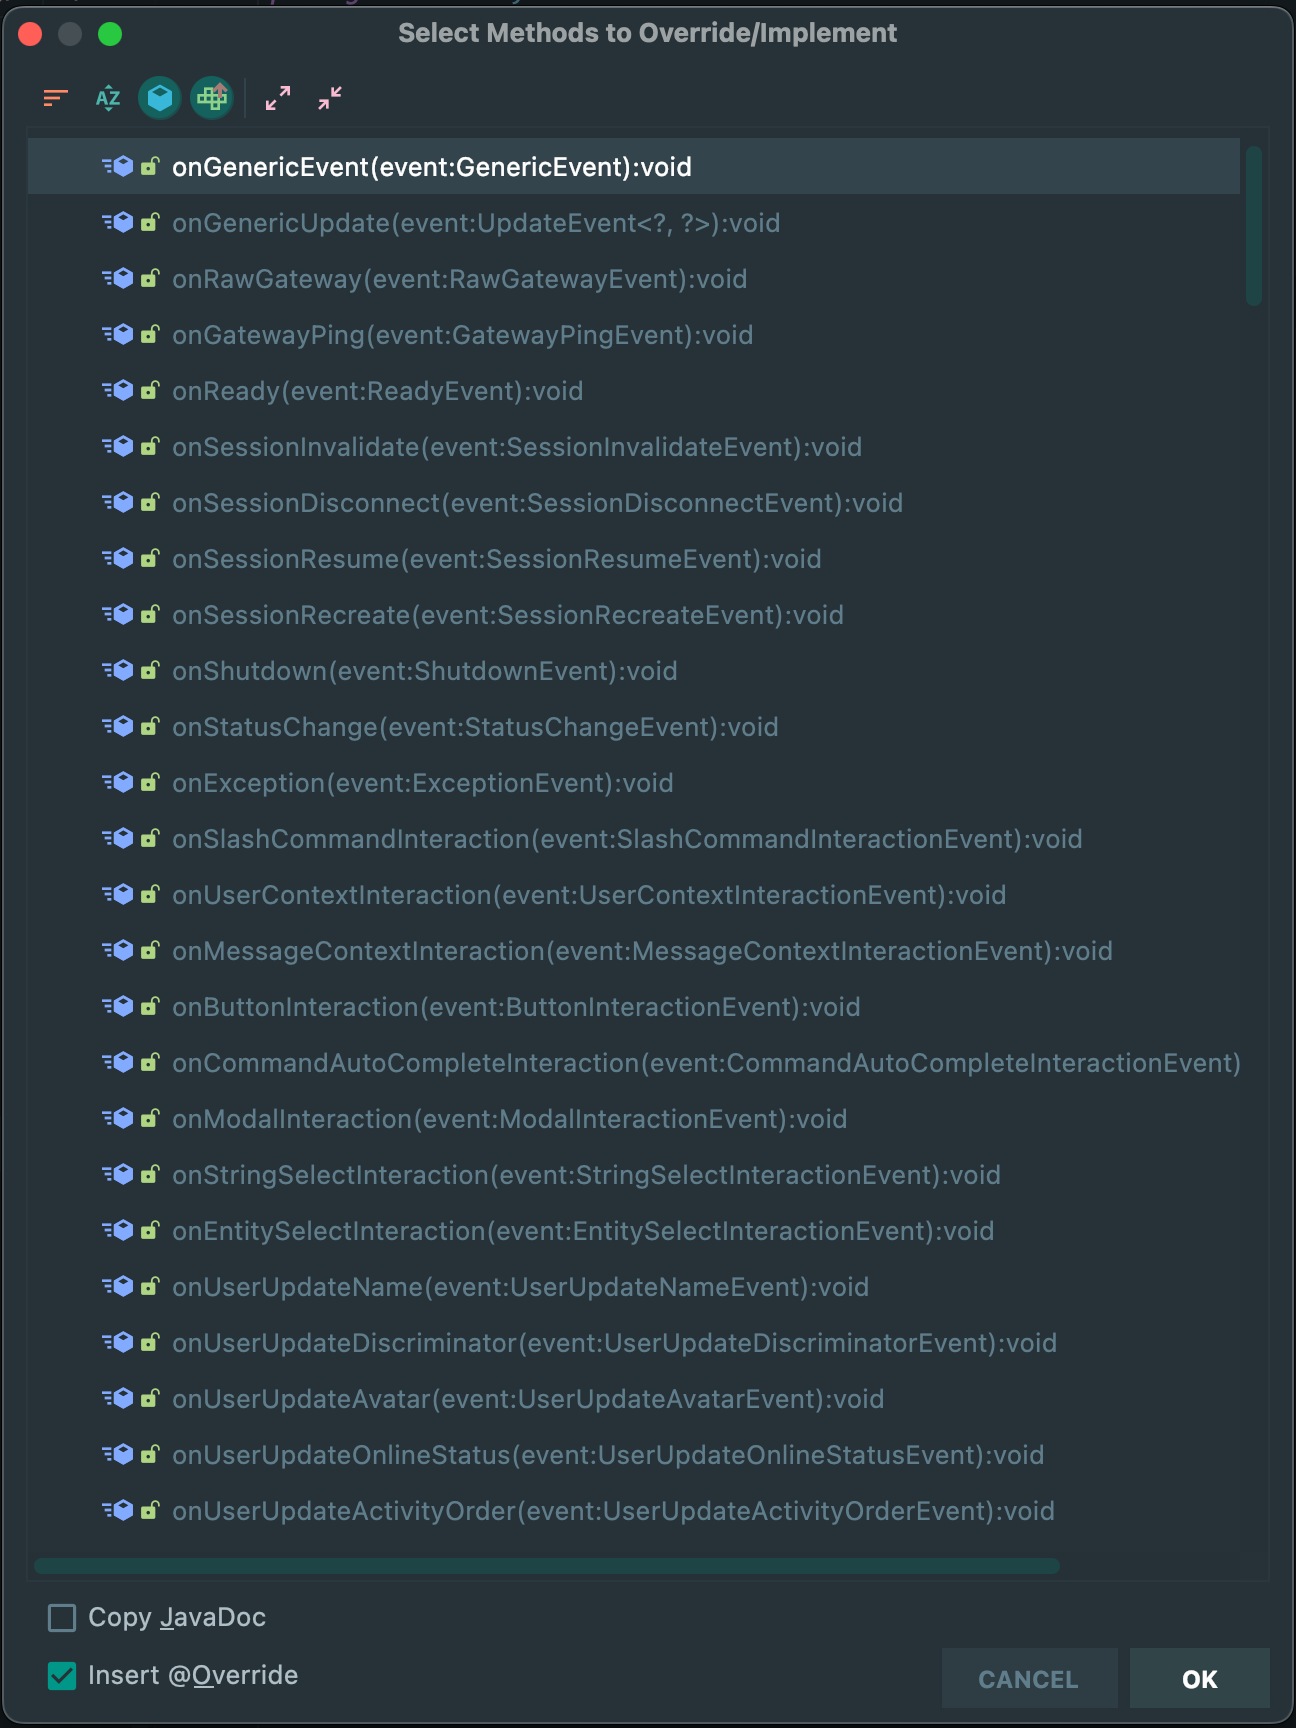 Select Methods to Override/Implement
AZ
onGenericEvent(event:GenericEvent):void
onGenericUpdate(event:UpdateEvent<?, ?>):void
onRawGateway(event:RawGatewayEvent):void
onGatewayPing(event:GatewayPingEvent):void
onReady(event:ReadyEvent):void
onSessionInvalidate(event:SessionInvalidateEvent):void
onSessionDisconnect(event:SessionDisconnectEvent):void
onSessionResume(event:SessionResumeEvent):void
onSessionRecreate(event:SessionRecreateEvent):void
onShutdown(event:ShutdownEvent):void
onStatusChange(event:StatusChangeEvent):void
onException(event:ExceptionEvent):void
onSlashCommandInteraction(event:SlashCommandInteractionEvent):void
onUserContextInteraction(event:UserContextInteractionEvent):void
onMessageContextInteraction(event:MessageContextInteractionEvent):void
onButtonInteraction(event:ButtonInteractionEvent):void
onCommandAutoCompleteInteraction(event:CommandAutoCompleteInteractionEvent)
onModalInteraction(event:ModalInteractionEvent):void
onStringSelectInteraction(event:StringSelectInteractionEvent):void
onEntitySelectInteraction(event:EntitySelectInteractionEvent):void
onUserUpdateName(event:UserUpdateNameEvent):void
onUserUpdateDiscriminator(event:UserUpdateDiscriminatorEvent):void
onUserUpdateAvatar(event:UserUpdateAvatarEvent):void
onUserUpdateOnlineStatus(event:UserUpdateOnlineStatusEvent):void
onUserUpdateActivityOrder(event:UserUpdateActivityOrderEvent):void
Copy JavaDoc
Insert @Override
CANCEL
OK